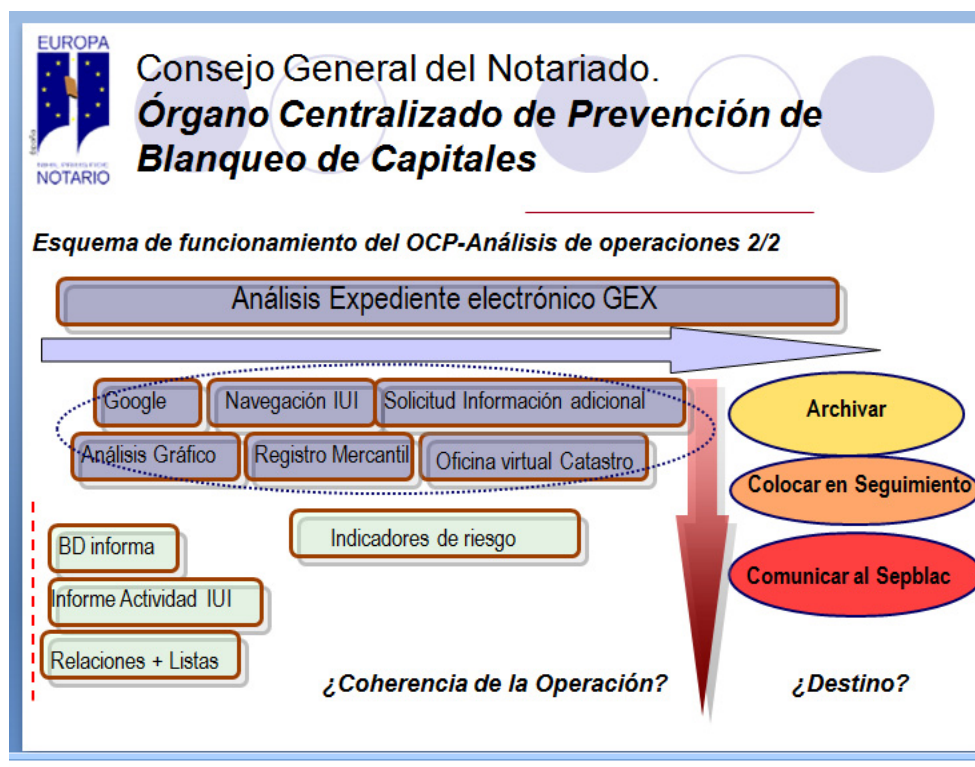 EUROPA
España
NOTARIO
Consejo General del Notariado.
Órgano Centralizado de Prevención de
Blanqueo de Capitales
Esquema de funcionamiento del OCP-Análisis de operaciones 2/2
Análisis Expediente electrónico GEX
Google
Navegación IUI
Solicitud Información adicional
Análisis Gráfico
Registro Mercantil
Oficina virtual Catastro
Archivar
Colocar en Seguimiento
Comunicar al Sepblac
BD informa
Indicadores de riesgo
Informe Actividad IUI
Relaciones + Listas
¿Coherencia de la Operación?
¿Destino?